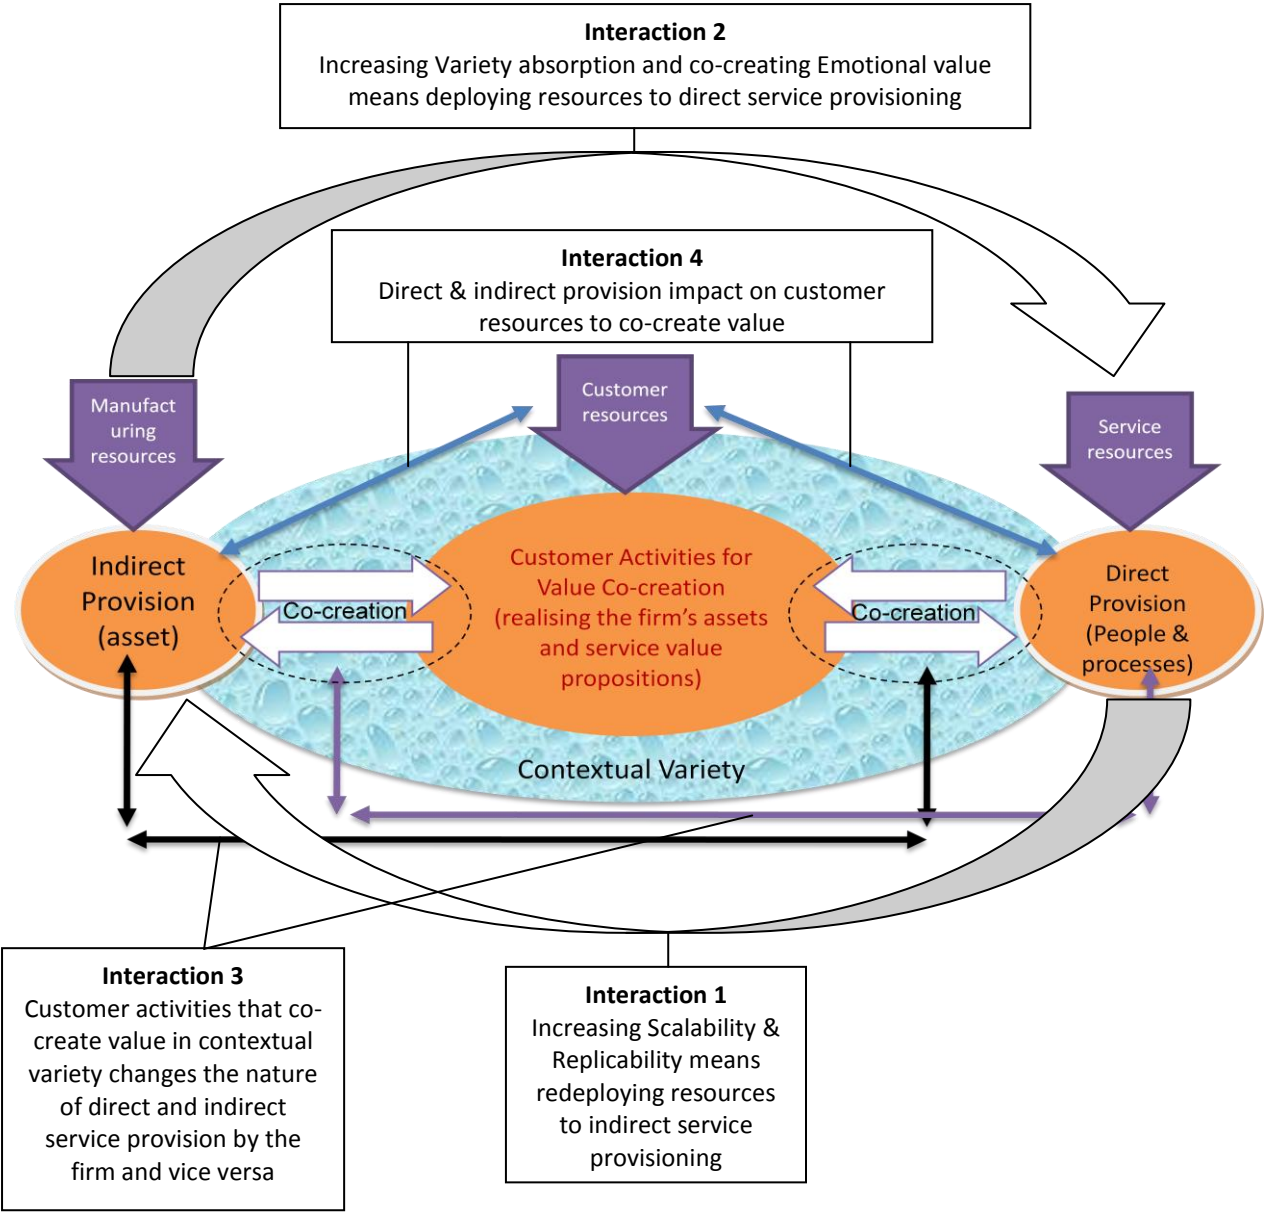 Interaction 2
Increasing Variety absorption and co-creating Emotional value
means deploying resources to direct service provisioning
Interaction 4
Direct & indirect provision impact on customer
resources to co-create value
Manufact
uring
resources
Customer
resources
Service
resources
Indirect
Provision
(asset)
Co-creation
Customer Activities for
Value Co-creation
(realising the firm's assets
and service value
propositions)
Co-creation
Direct
Provision
(People &
processes)
Contextual Variety
Interaction 3
Customer activities that co-
create value in contextual
variety changes the nature
of direct and indirect
service provision by the
firm and vice versa
Interaction 1
Increasing Scalability &
Replicability means
redeploying resources
to indirect service
provisioning